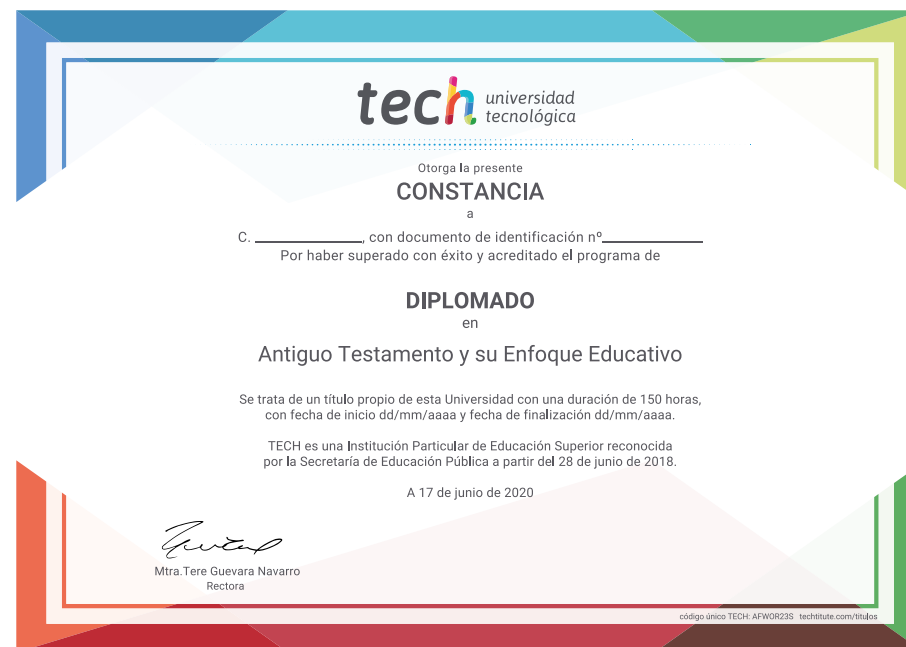 tech universidad
tecnológica
Otorga la presente
CONSTANCIA
a
C. ____________, con documento de identificación nº____________
Por haber superado con éxito y acreditado el programa de
DIPLOMADO
en
Antiguo Testamento y su Enfoque Educativo
Se trata de un título propio de esta Universidad con una duración de 150 horas,
con fecha de inicio dd/mm/aaaa y fecha de finalización dd/mm/aaaa.
TECH es una Institución Particular de Educación Superior reconocida
por la Secretaría de Educación Pública a partir del 28 de junio de 2018.
A 17 de junio de 2020
Mtra.Tere Guevara Navarro
Rectora
código único TECH: AFWOR23S techtitute.com/titulos